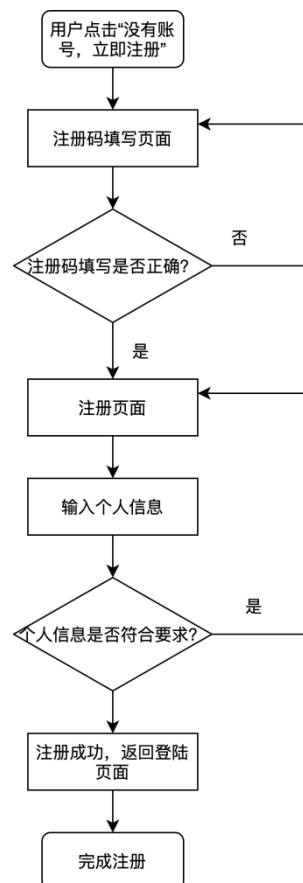 用户点击“没有账
号，立即注册”
注册码填写页面
注册码填写是否正确?
否
是
注册页面
输入个人信息
个人信息是否符合要求?
是
注册成功，返回登陆
页面
完成注册